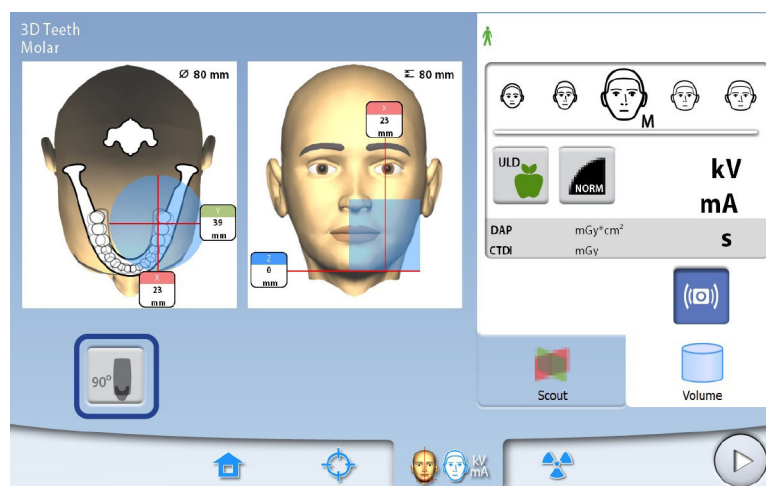 3D Teeth
Molar
Ø 80 mm
80 mm
X
23
mm
Y
39
mm
X
23
mm
Z
0
mm
90°
M
ULD
NORM
kV
mA
s
DAP mGy*cm²
CTDI mGy
Scout
Volume
kV
mA